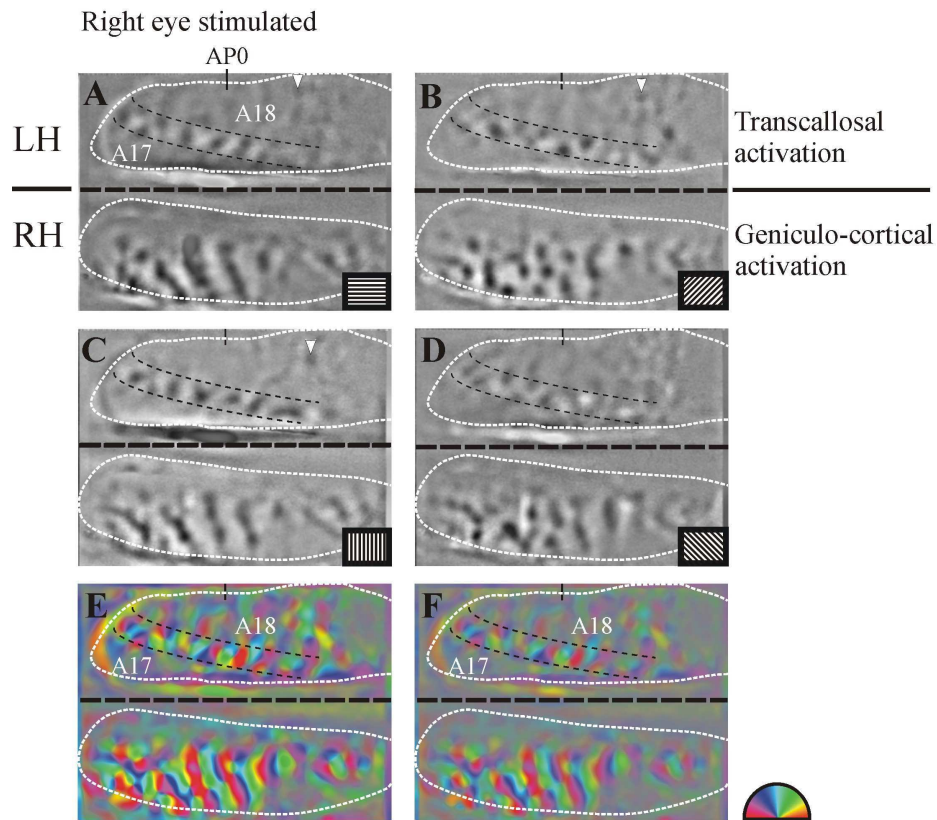 Right eye stimulated
AP0
A
A18
A17
LH
B
Transcallosal
activation
RH
Geniculo-cortical
activation
C
D
E
A18
A17
F
A18
A17